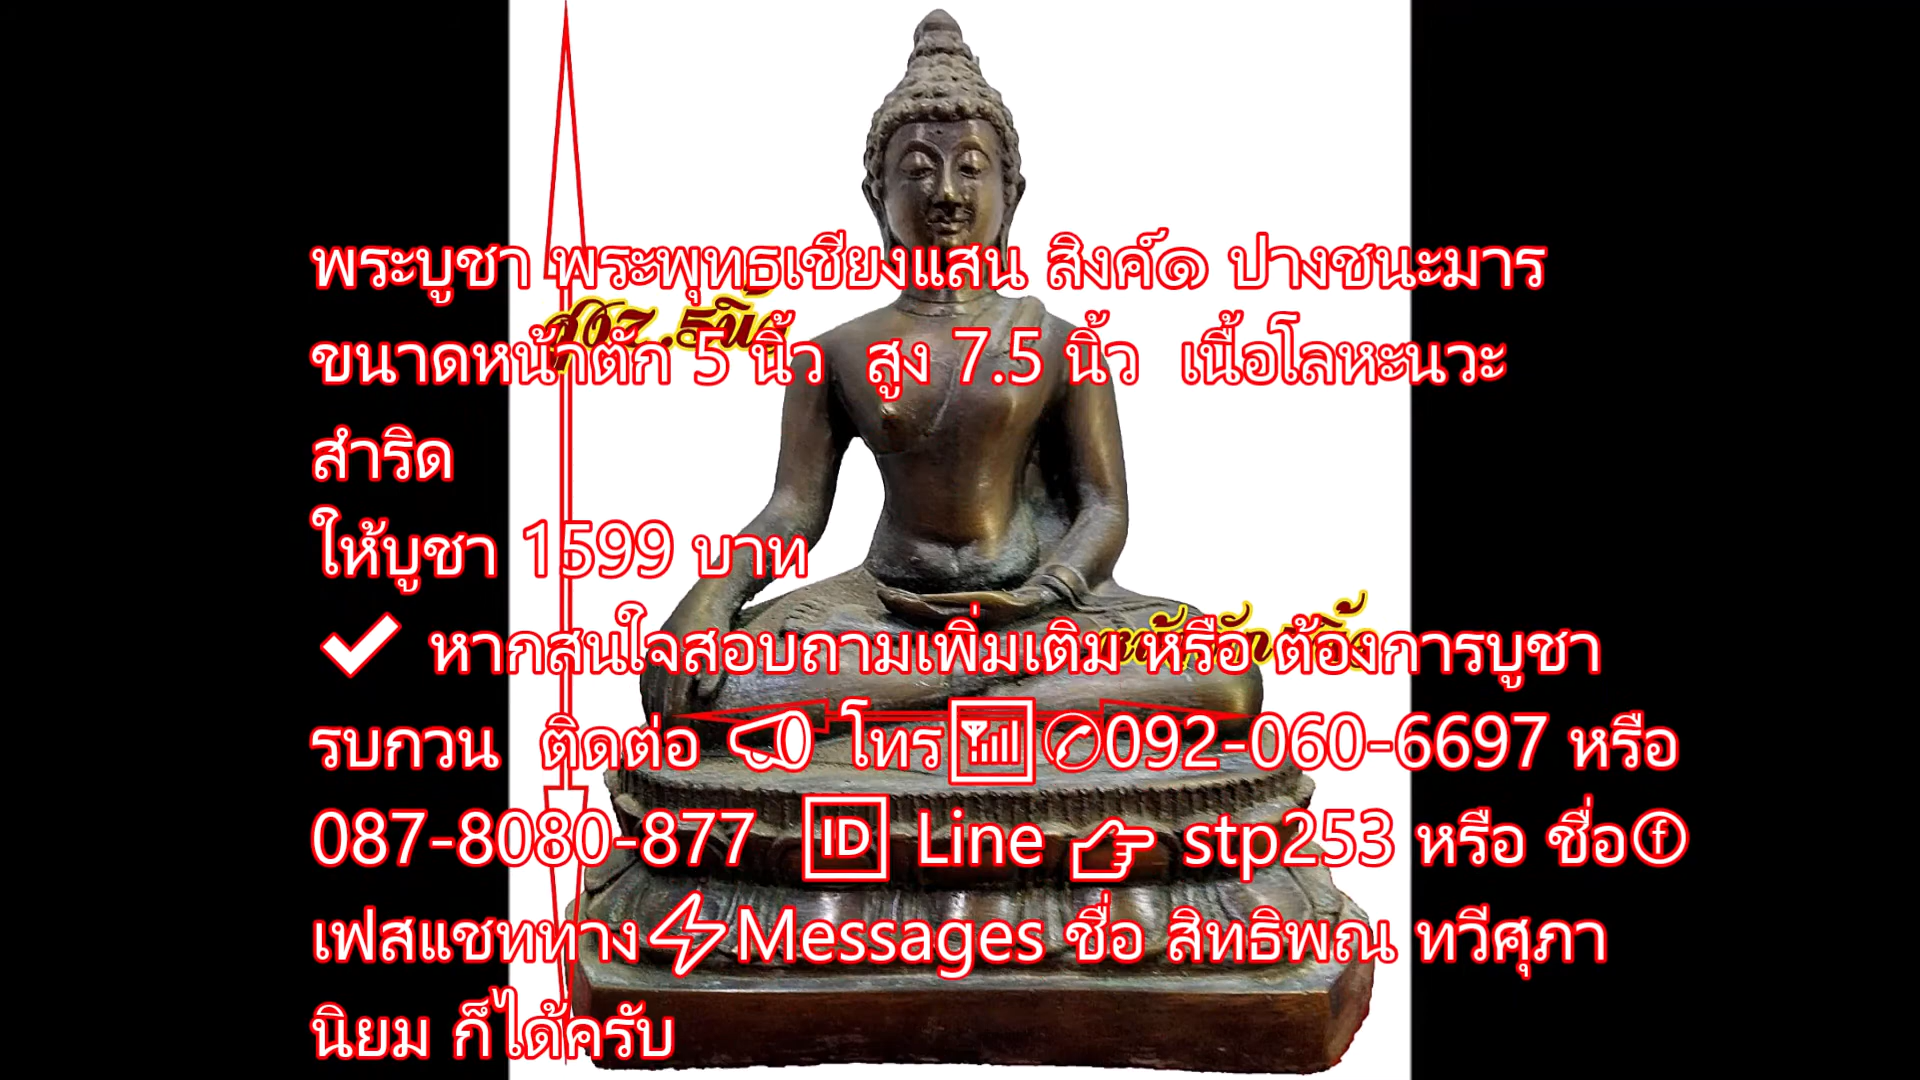 พระบูชา พระพุทธเชียงแสน สิงค์๑ ปางชนะมาร
สูง7.5นิ้ว
ขนาดหน้าตัก 5 นิ้ว  สูง 7.5 นิ้ว  เนื้อโลหะนวะ
สำริด
ให้บูชา 1599 บาท
✔ หากสนใจสอบถามเพิ่มเติม หรือ ต้องการบูชา
รบกวน  ติดต่อ 📢 โทร📶✆092-060-6697 หรือ
087-8080-877  🆔 Line 👉 stp253 หรือ ชื่อⓕ
เฟสแชททาง⚡Messages ชื่อ สิทธิพณ ทวีศุภา
นิยม ก็ได้ครับ